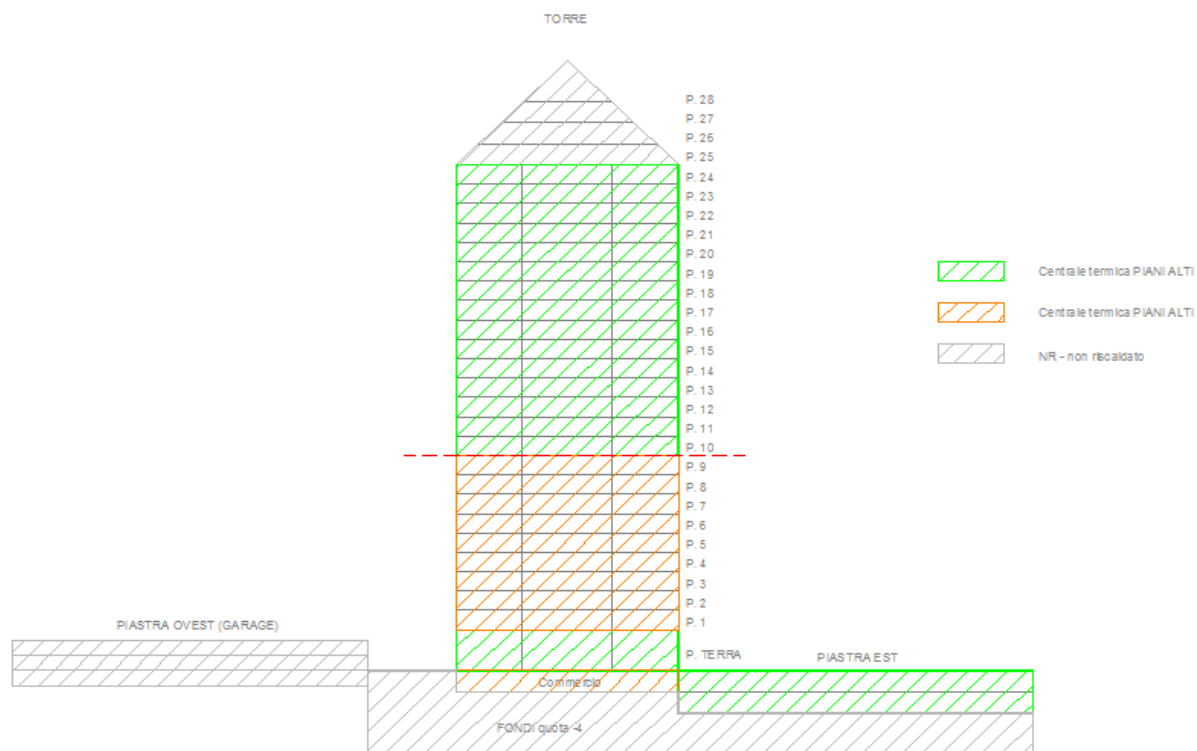 TORRE
P. 28
P. 27
P. 26
P. 25
P. 24
P. 23
P. 22
P. 21
P. 20
P. 19
P. 18
P. 17
P. 16
P. 15
P. 14
P. 13
P. 12
P. 11
P. 10
P. 9
P. 8
P. 7
P. 6
P. 5
P. 4
P. 3
P. 2
P. 1
P. TERRA
Centrale termica PIANI ALTI
Centrale termica PIANI ALTI
NR - non riscaldato
PIASTRA OVEST (GARAGE)
PIASTRA EST
Commercio
FONDI quota -4